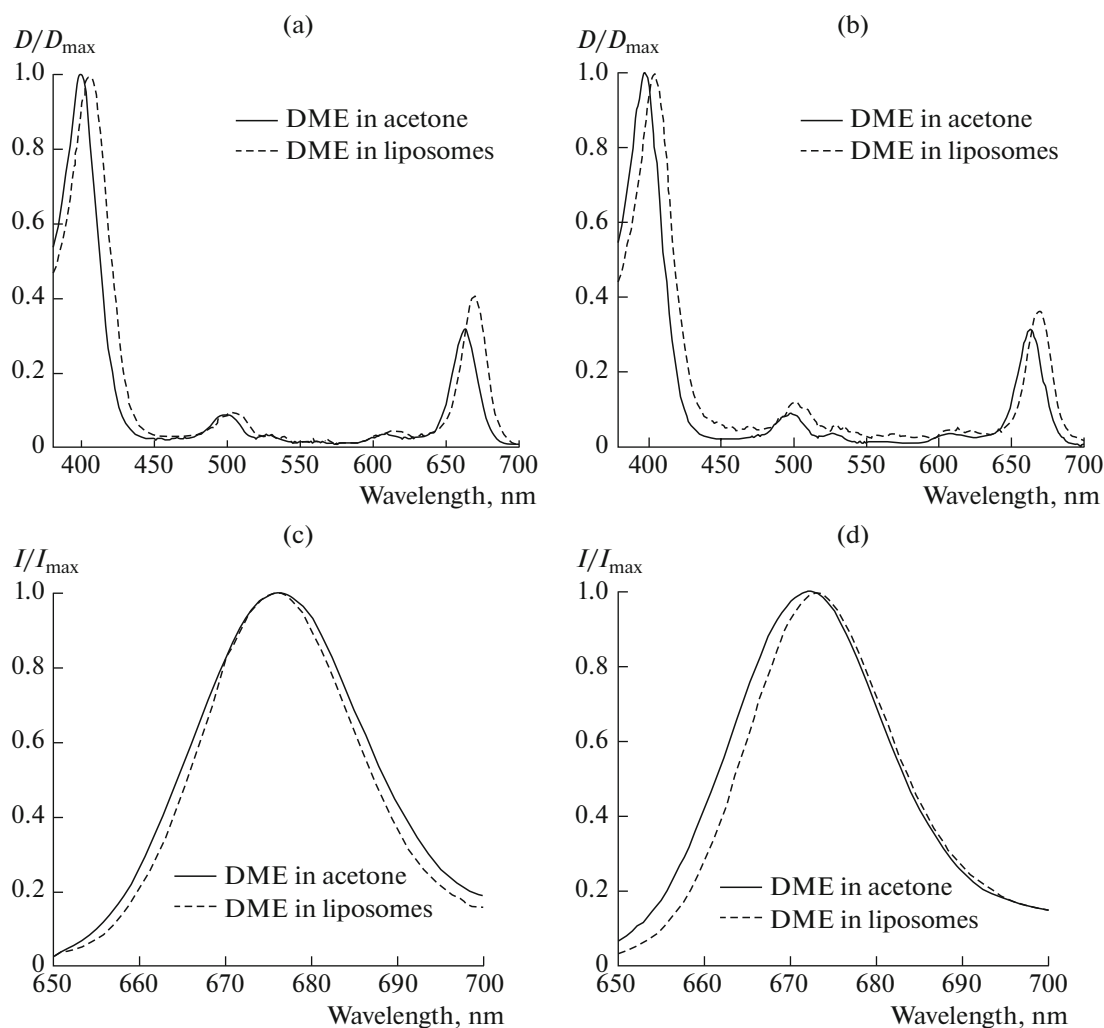 (a)
D/Dmax
1.0
0.8
0.6
0.4
0.2
0
DME in acetone
DME in liposomes
400 450 500 550 600 650 700
Wavelength, nm
(b)
D/Dmax
1.0
0.8
0.6
0.4
0.2
0
DME in acetone
DME in liposomes
400 450 500 550 600 650 700
Wavelength, nm
(c)
I/Imax
1.0
0.8
0.6
0.4
0.2
0
DME in acetone
DME in liposomes
650 660 670 680 690 700
Wavelength, nm
(d)
I/Imax
1.0
0.8
0.6
0.4
0.2
0
DME in acetone
DME in liposomes
650 660 670 680 690 700
Wavelength, nm